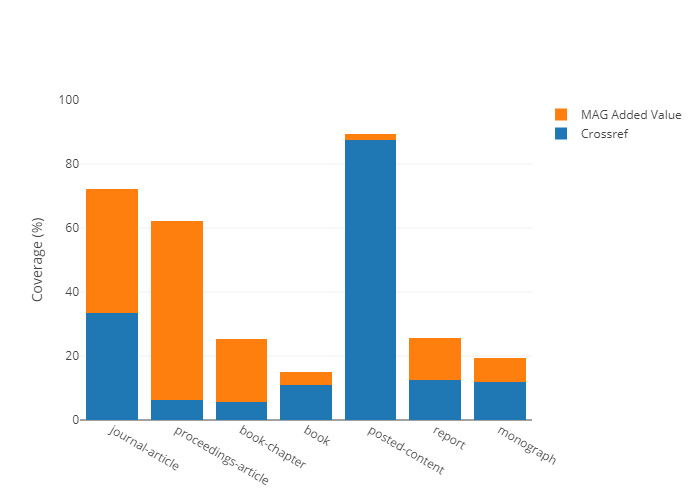 100
80
60
40
20
0
Coverage (%)
journal-article
proceedings-article
book-chapter
book
posted-content
report
monograph
MAG Added Value
Crossref